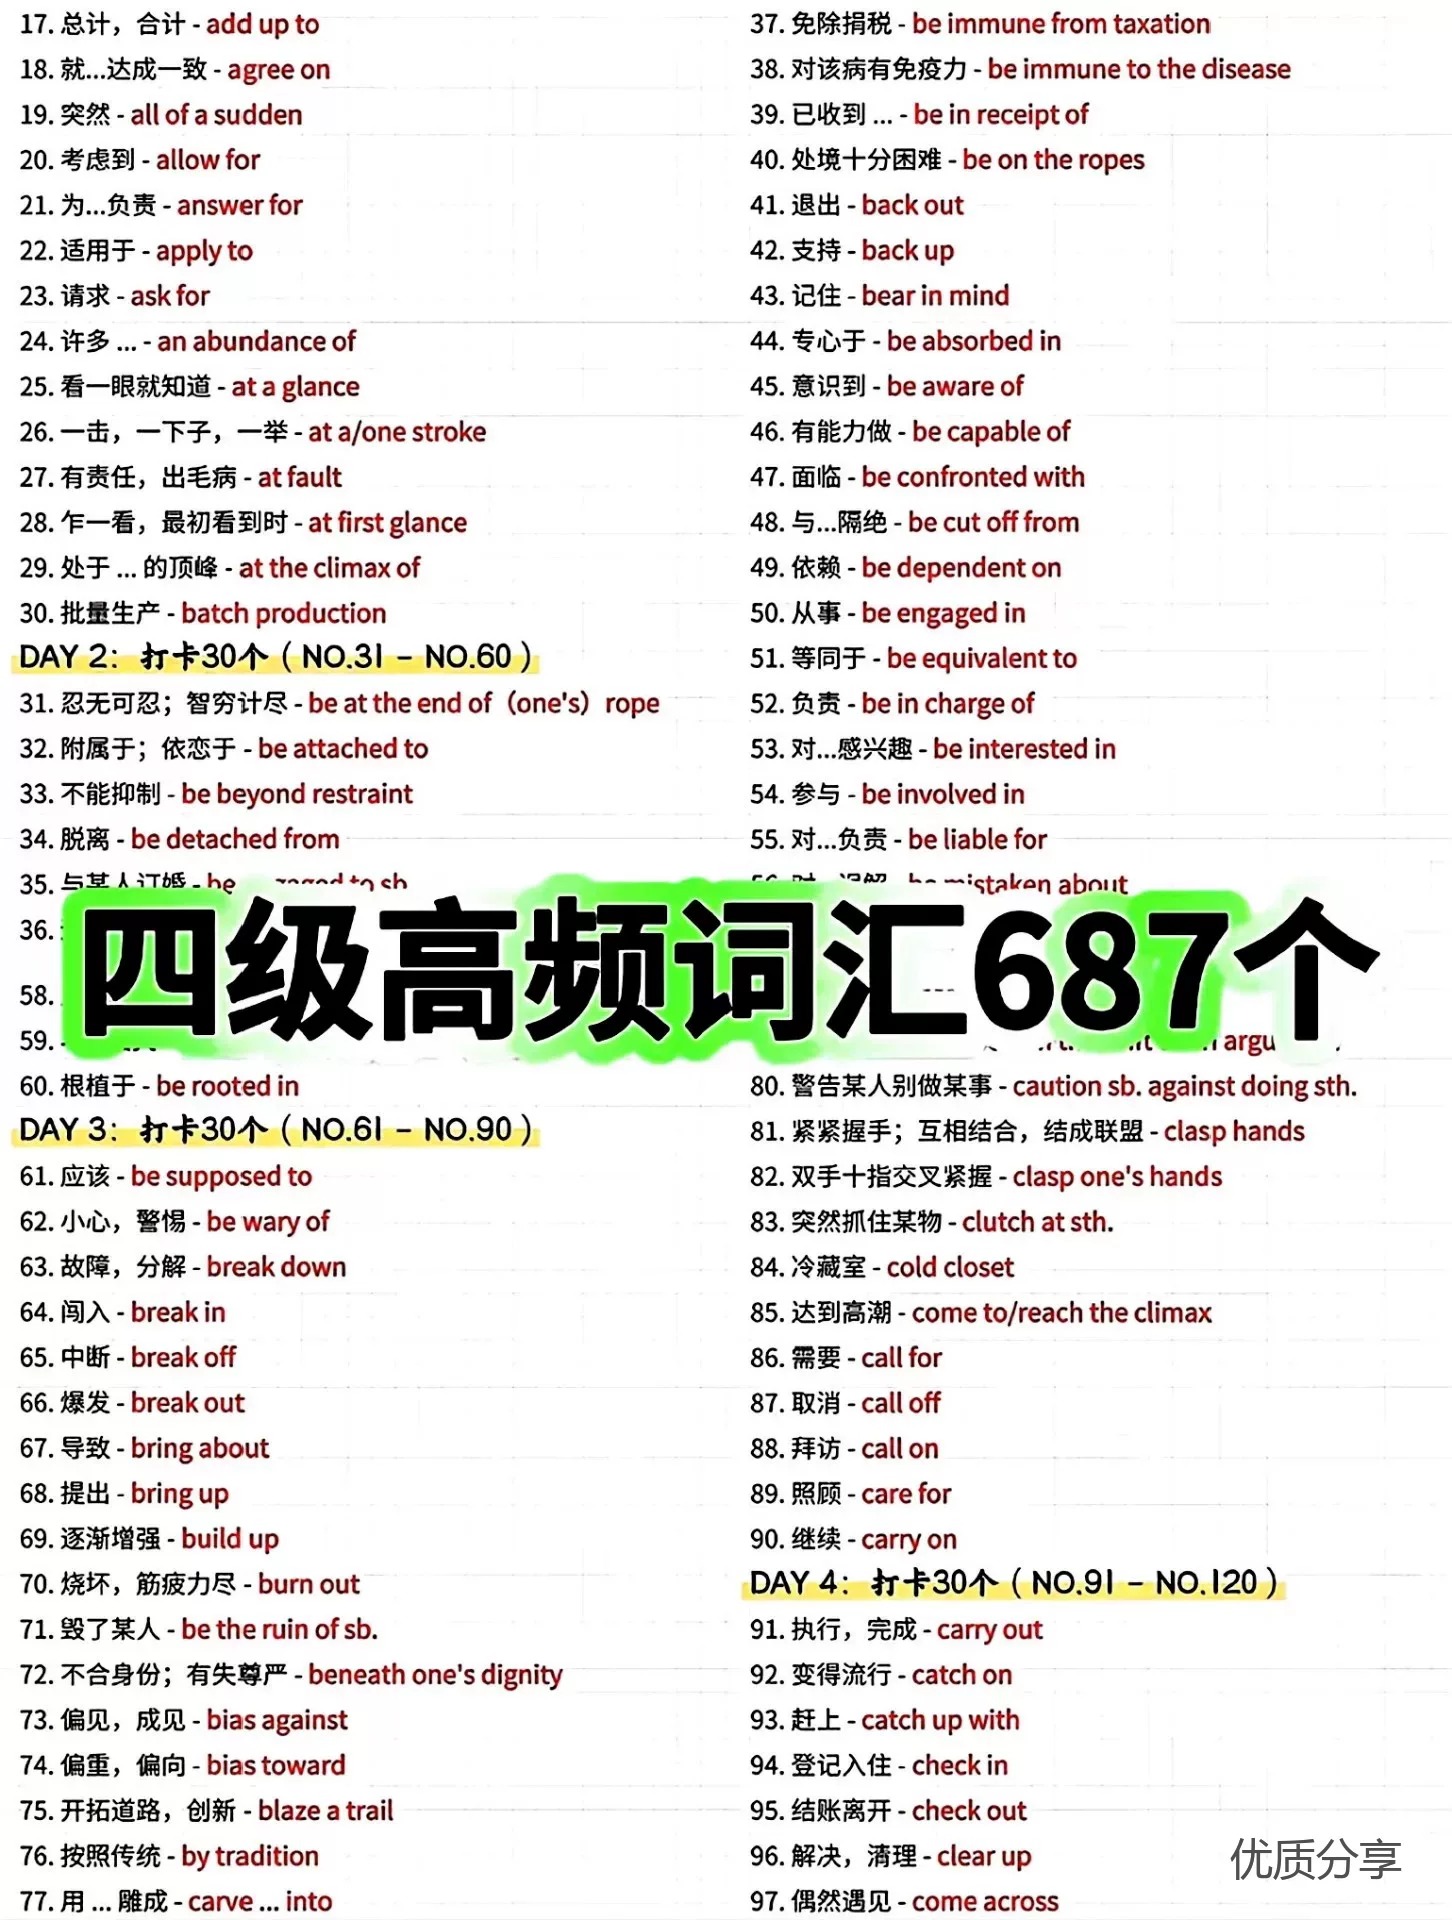 17. 总计，合计 - add up to
18. 就...达成一致 - agree on
19. 突然 - all of a sudden
20. 考虑到 - allow for
21. 为...负责 - answer for
22. 适用于 - apply to
23. 请求 - ask for
24. 许多 ... - an abundance of
25. 看一眼就知道 - at a glance
26. 一击，一下子，一举 - at a/one stroke
27. 有责任，出毛病 - at fault
28. 乍一看，最初看到时 - at first glance
29. 处于 ... 的顶峰 - at the climax of
30. 批量生产 - batch production
DAY 2：打卡30个（NO.31 - NO.60）
31. 忍无可忍；智穷计尽 - be at the end of（one's）rope
32. 附属于；依恋于 - be attached to
33. 不能抑制 - be beyond restraint
34. 脱离 - be detached from
35. 与某人订婚 - be to sb
36.
37. 免除捐税 - be immune from taxation
38. 对该病有免疫力 - be immune to the disease
39. 已收到 ... - be in receipt of
40. 处境十分困难 - be on the ropes
41. 退出 - back out
42. 支持 - back up
43. 记住 - bear in mind
44. 专心于 - be absorbed in
45. 意识到 - be aware of
46. 有能力做 - be capable of
47. 面临 - be confronted with
48. 与...隔绝 - be cut off from
49. 依赖 - be dependent on
50. 从事 - be engaged in
51. 等同于 - be equivalent to
52. 负责 - be in charge of
53. 对...感兴趣 - be interested in
54. 参与 - be involved in
55. 对...负责 - be liable for
56. 对...误解 - be mistaken about
四级高频词汇687个
58.
59.
60. 根植于 - be rooted in
DAY 3：打卡30个（NO.61 - NO.90）
61. 应该 - be supposed to
62. 小心，警惕 - be wary of
63. 故障，分解 - break down
64. 闯入 - break in
65. 中断 - break off
66. 爆发 - break out
67. 导致 - bring about
68. 提出 - bring up
69. 逐渐增强 - build up
70. 烧坏，筋疲力尽 - burn out
71. 毁了某人 - be the ruin of sb.
72. 不合身份；有失尊严 - beneath one's dignity
73. 偏见，成见 - bias against
74. 偏重，偏向 - bias toward
75. 开拓道路，创新 - blaze a trail
76. 按照传统 - by tradition
77. 用 ... 雕成 - carve ... into
80. 警告某人别做某事 - caution sb. against doing sth.
81. 紧紧握手；互相结合，结成联盟 - clasp hands
82. 双手十指交叉紧握 - clasp one's hands
83. 突然抓住某物 - clutch at sth.
84. 冷藏室 - cold closet
85. 达到高潮 - come to/reach the climax
86. 需要 - call for
87. 取消 - call off
88. 拜访 - call on
89. 照顾 - care for
90. 继续 - carry on
DAY 4：打卡30个（NO.91 - NO.120）
91. 执行，完成 - carry out
92. 变得流行 - catch on
93. 赶上 - catch up with
94. 登记入住 - check in
95. 结账离开 - check out
96. 解决，清理 - clear up
97. 偶然遇见 - come across
优质分享